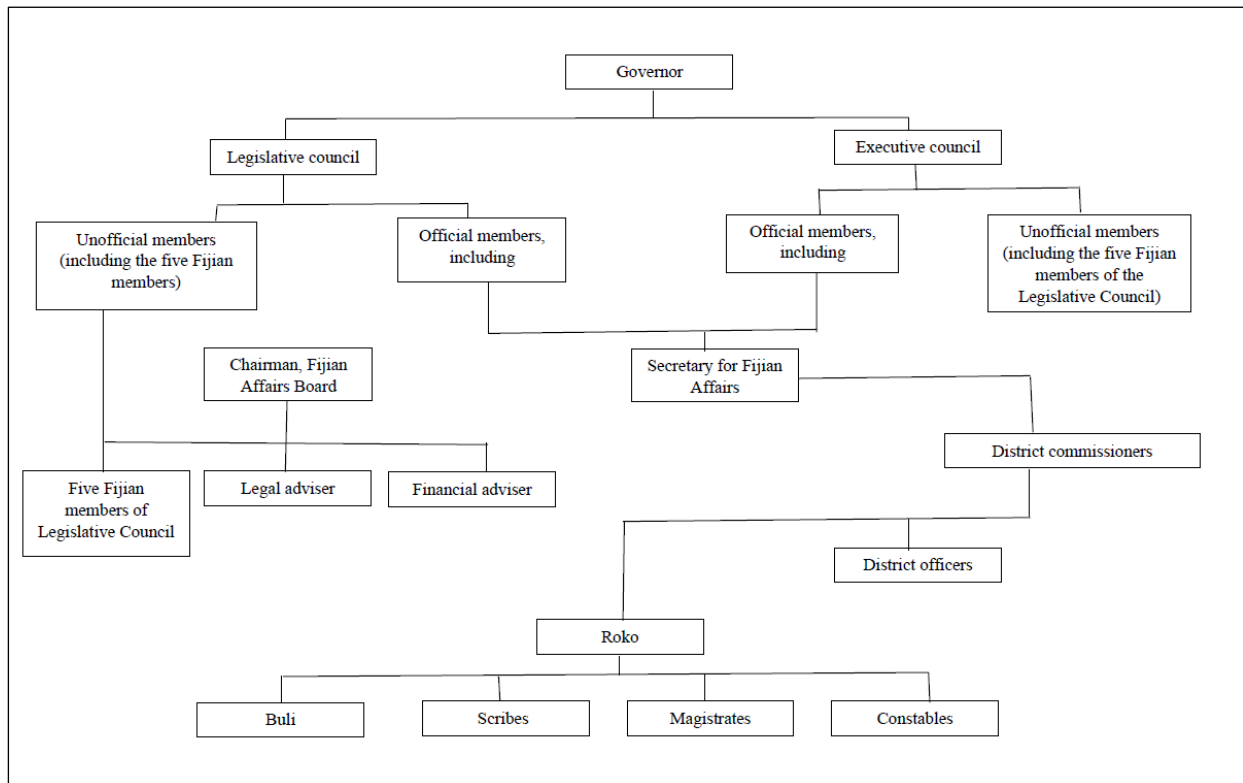 Governor
Legislative council
Executive council
Unofficial members
(including the five Fijian
members)
Official members,
including
Official members,
including
Unofficial members
(including the five Fijian
members of the
Legislative Council)
Chairman, Fijian
Affairs Board
Secretary for Fijian
Affairs
District commissioners
Five Fijian
members of
Legislative Council
Legal adviser
Financial adviser
District officers
Roko
Buli
Scribes
Magistrates
Constables